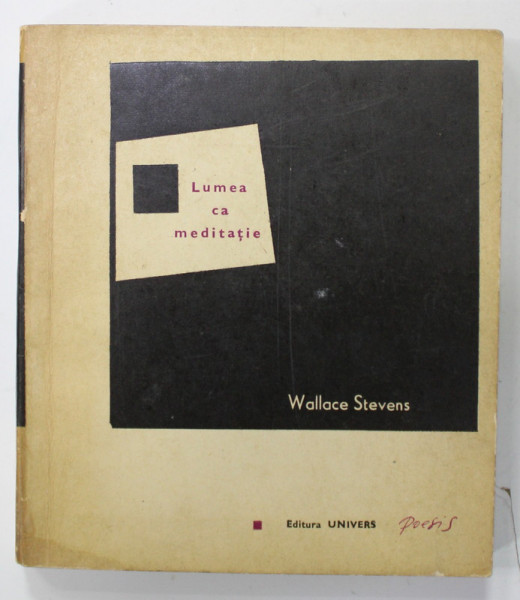 Lumea
ca
meditație
Wallace Stevens
Editura UNIVERS poesis